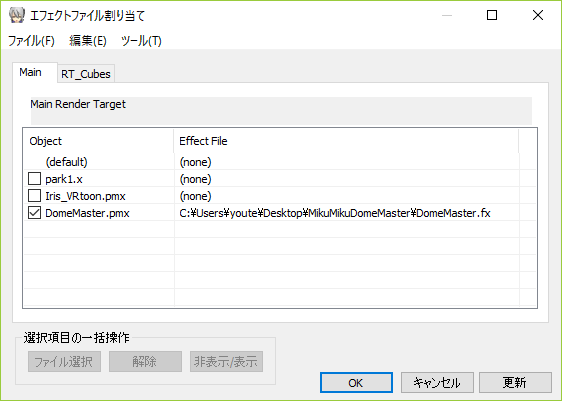 エフェクトファイル割り当て
ファイル(F) 編集(E) ツール(T)
Main RT_Cubes
Main Render Target
Object Effect File
(default) (none)
park1.x (none)
Iris_VRtoon.pmx (none)
DomeMaster.pmx C:¥Users¥youte¥Desktop¥MikuMikuDomeMaster¥DomeMaster.fx
選択項目の一括操作
ファイル選択 解除 非表示/表示
OK キャンセル 更新